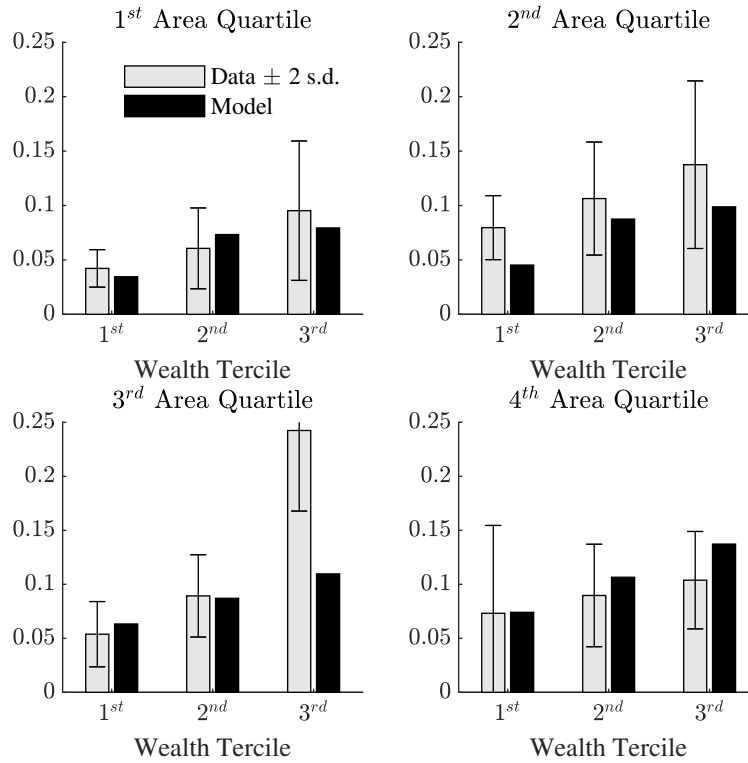 1st Area Quartile
0.25
0.2
0.15
0.1
0.05
0
Data ± 2 s.d.
Model
1st 2nd 3rd
Wealth Tercile
2nd Area Quartile
0.25
0.2
0.15
0.1
0.05
0
1st 2nd 3rd
Wealth Tercile
3rd Area Quartile
0.25
0.2
0.15
0.1
0.05
0
1st 2nd 3rd
Wealth Tercile
4th Area Quartile
0.25
0.2
0.15
0.1
0.05
0
1st 2nd 3rd
Wealth Tercile